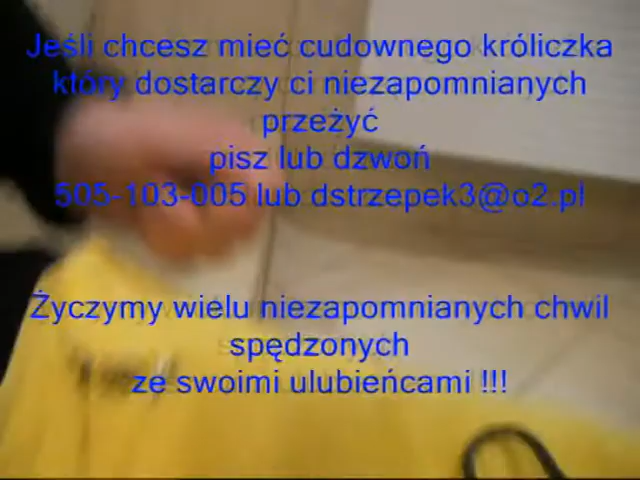 Jeśli chcesz mieć cudownego króliczka
który dostarczy ci niezapomnianych
przeżyć
pisz lub dzwoń
505-103-005 lub dstrzepek3@o2.pl
Życzymy wielu niezapomnianych chwil
spędzonych
ze swoimi ulubieńcami !!!